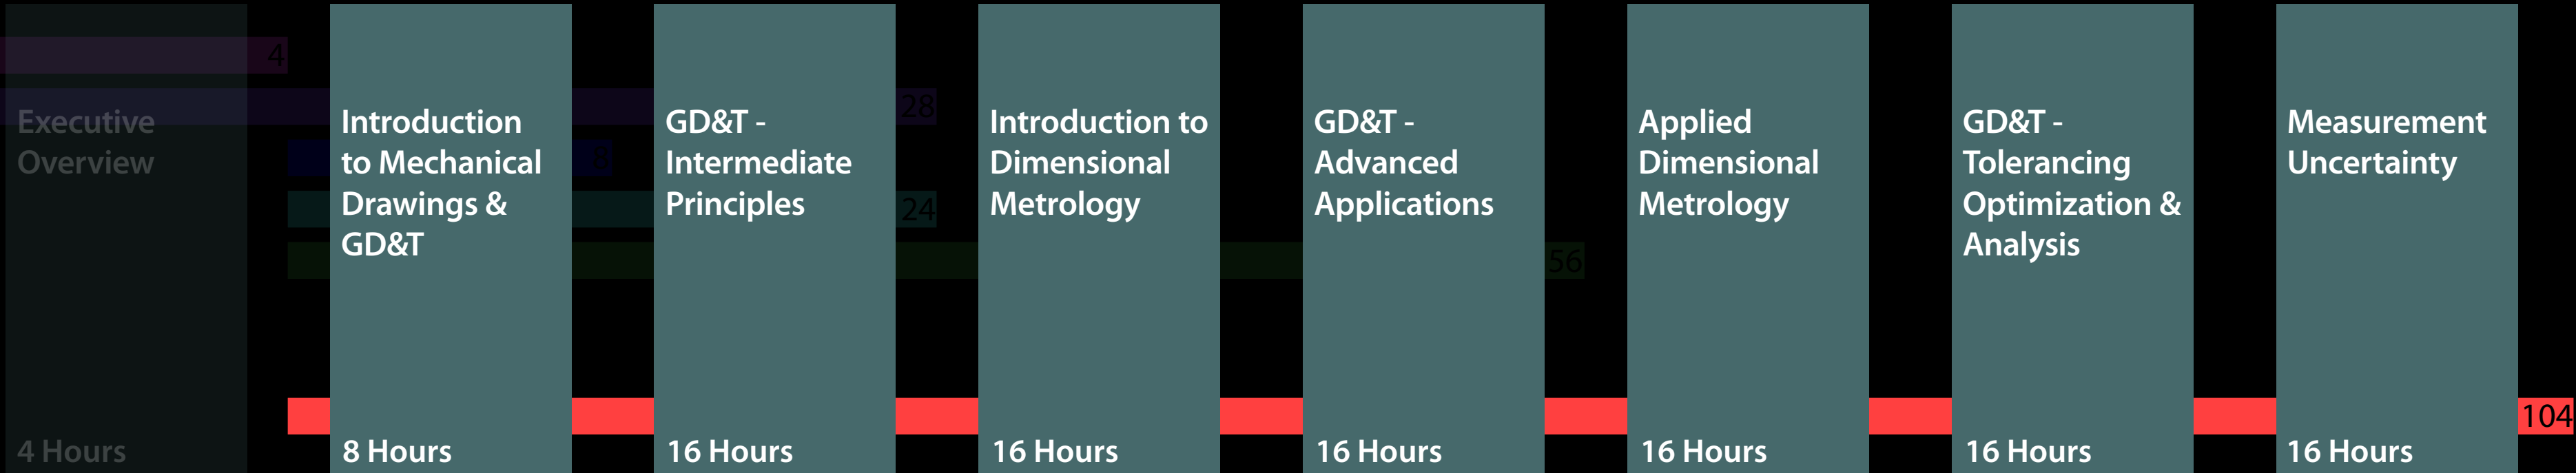 4
Executive
Overview
4 Hours
Introduction
to Mechanical
Drawings &
GD&T
8 Hours
8
GD&T -
Intermediate
Principles
16 Hours
28
24
Introduction to
Dimensional
Metrology
16 Hours
GD&T -
Advanced
Applications
16 Hours
56
Applied
Dimensional
Metrology
16 Hours
GD&T -
Tolerancing
Optimization &
Analysis
16 Hours
Measurement
Uncertainty
16 Hours
104